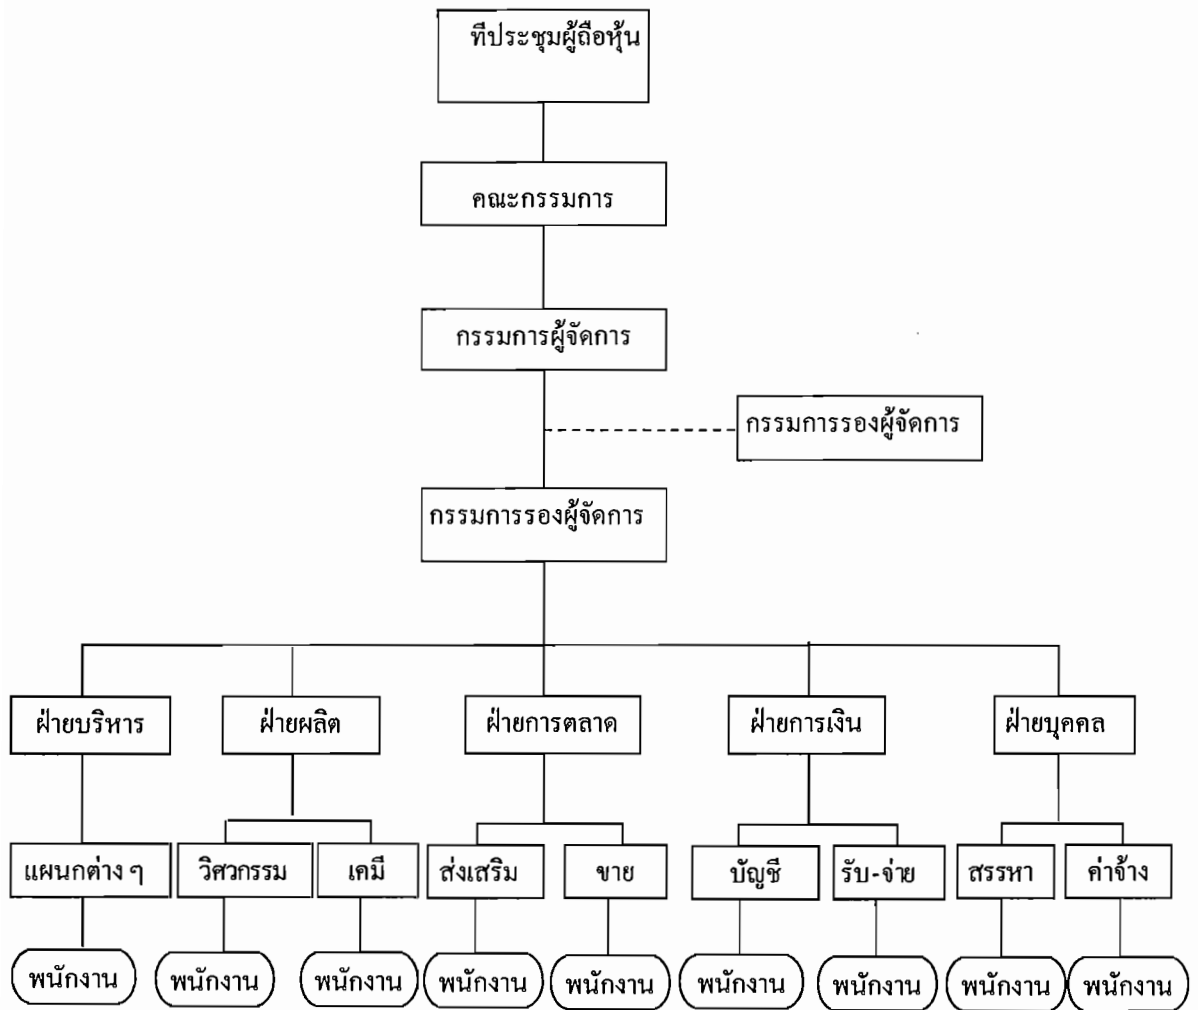 ที่ประชุมผู้ถือหุ้น
คณะกรรมการ
กรรมการผู้จัดการ
กรรมการรองผู้จัดการ
กรรมการรองผู้จัดการ
ฝ่ายบริหาร
ฝ่ายผลิต
ฝ่ายการตลาด
ฝ่ายการเงิน
ฝ่ายบุคคล
แผนกต่าง ๆ
วิศวกรรม
เคมี
ส่งเสริม
ขาย
บัญชี
รับ-จ่าย
สรรหา
ค่าจ้าง
พนักงาน
พนักงาน
พนักงาน
พนักงาน
พนักงาน
พนักงาน
พนักงาน
พนักงาน
พนักงาน